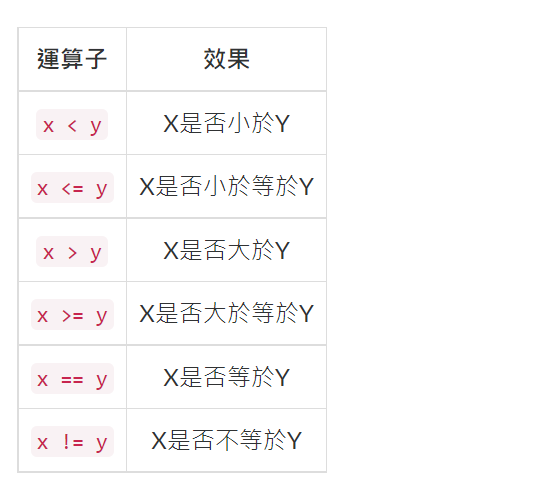 運算子 效果
x < y X是否小於Y
x <= y X是否小於等於Y
x > y X是否大於Y
x >= y X是否大於等於Y
x == y X是否等於Y
x != y X是否不等於Y